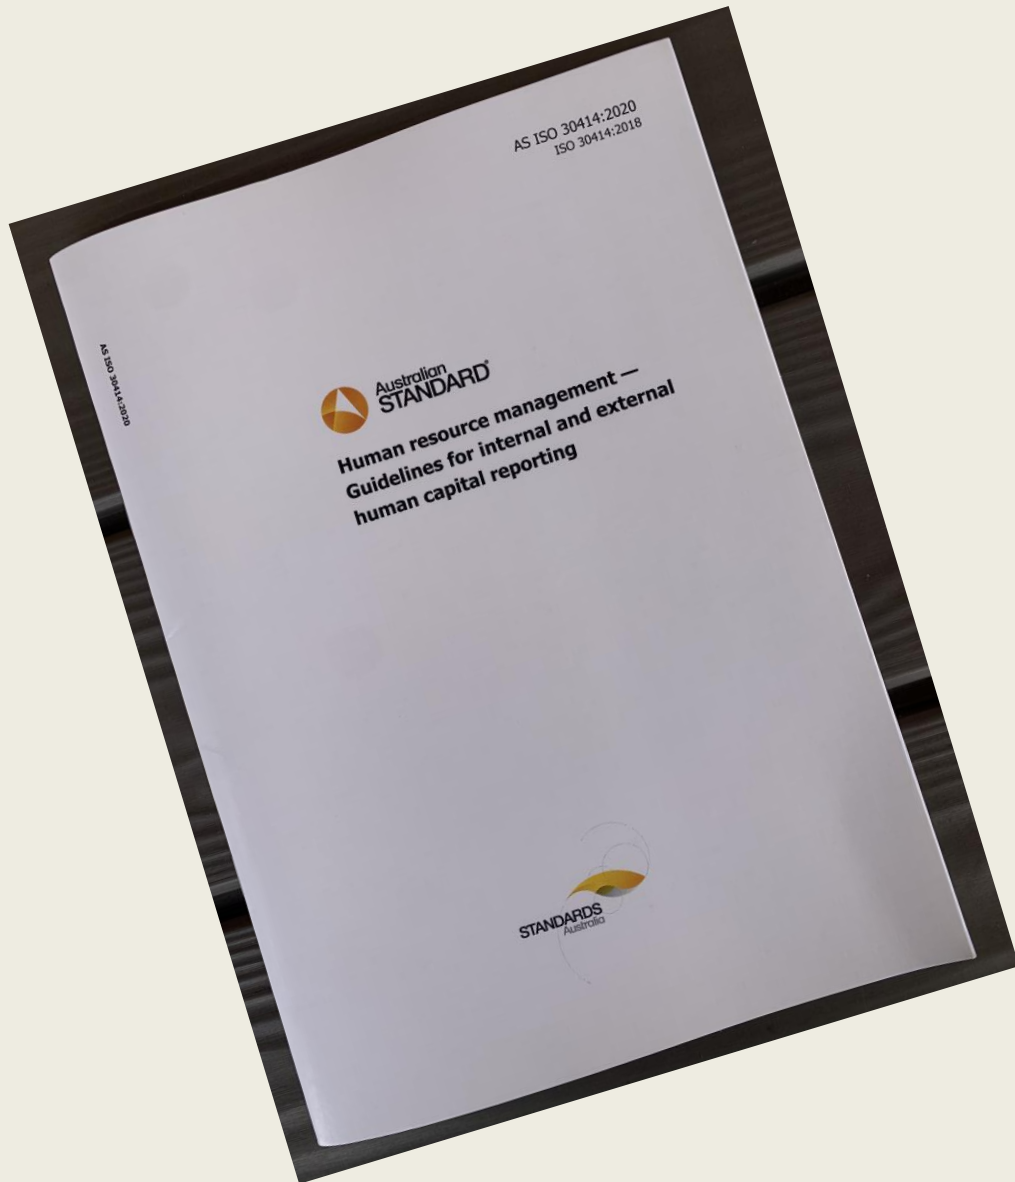 AS ISO 30414:2020
ISO 30414:2018
AS ISO 30414:2020
Australian
STANDARD®
Human resource management —
Guidelines for internal and external
human capital reporting
STANDARDS
Australia